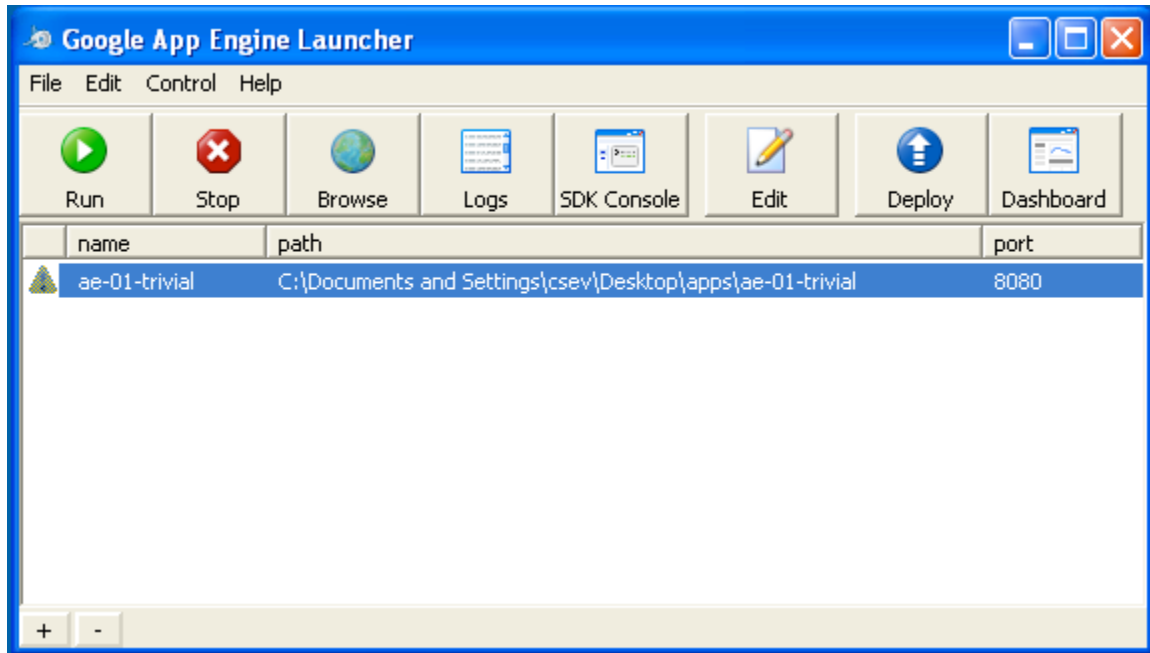 Google App Engine Launcher
File Edit Control Help
Run Stop Browse Logs SDK Console Edit Deploy Dashboard
name path port
ae-01-trivial C:\Documents and Settings\csev\Desktop\apps\ae-01-trivial 8080
+ -